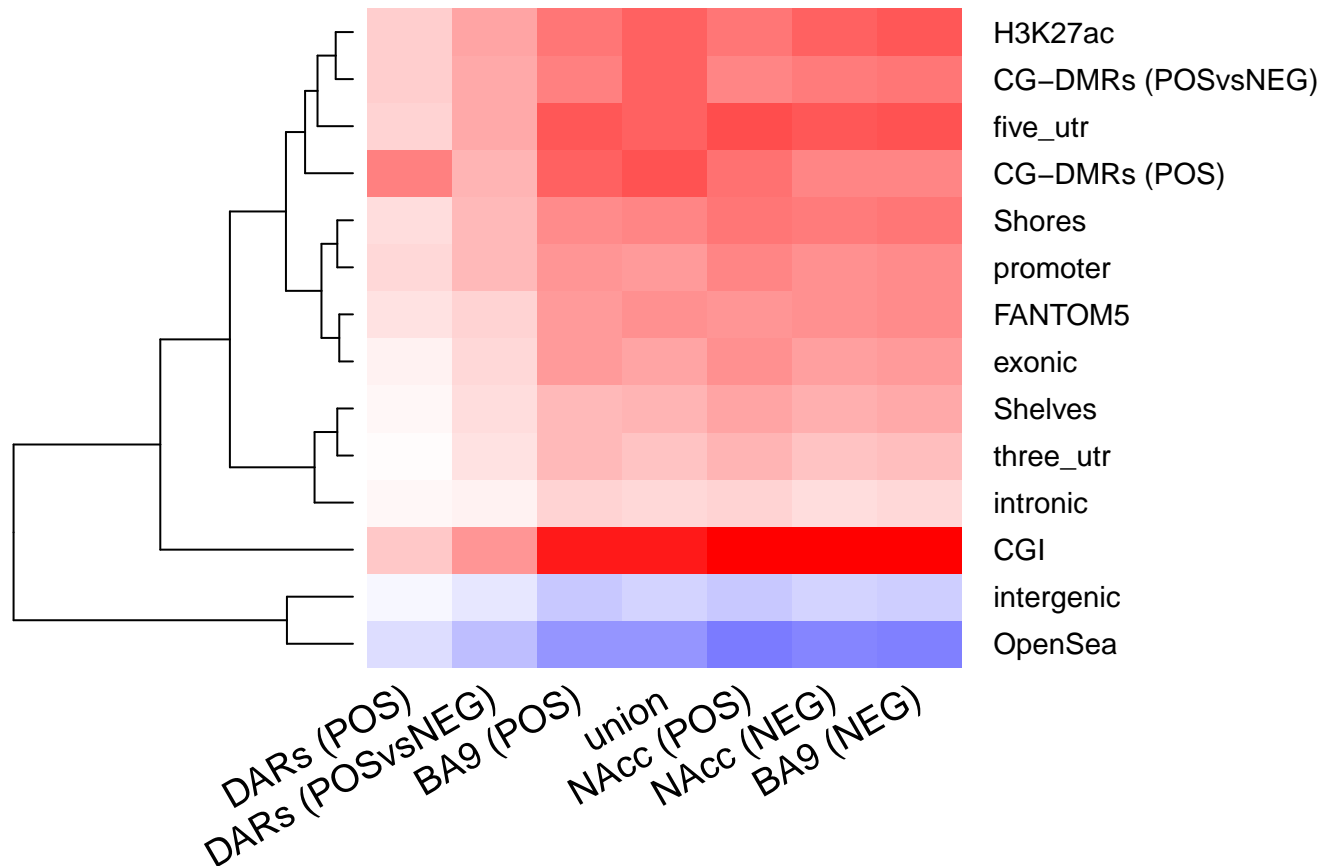 H3K27ac
CG−DMRs (POSvsNEG)
five_utr
CG−DMRs (POS)
Shores
promoter
FANTOM5
exonic
Shelves
three_utr
intronic
CGI
intergenic
OpenSea
DARs (POS)
DARs (POSvsNEG)
BA9 (POS)
union
NAcc (POS)
NAcc (NEG)
BA9 (NEG)